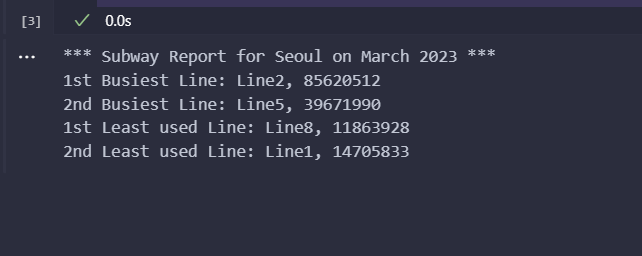 [3]
0.0s
*** Subway Report for Seoul on March 2023 ***
1st Busiest Line: Line2, 85620512
2nd Busiest Line: Line5, 39671990
1st Least used Line: Line8, 11863928
2nd Least used Line: Line1, 14705833